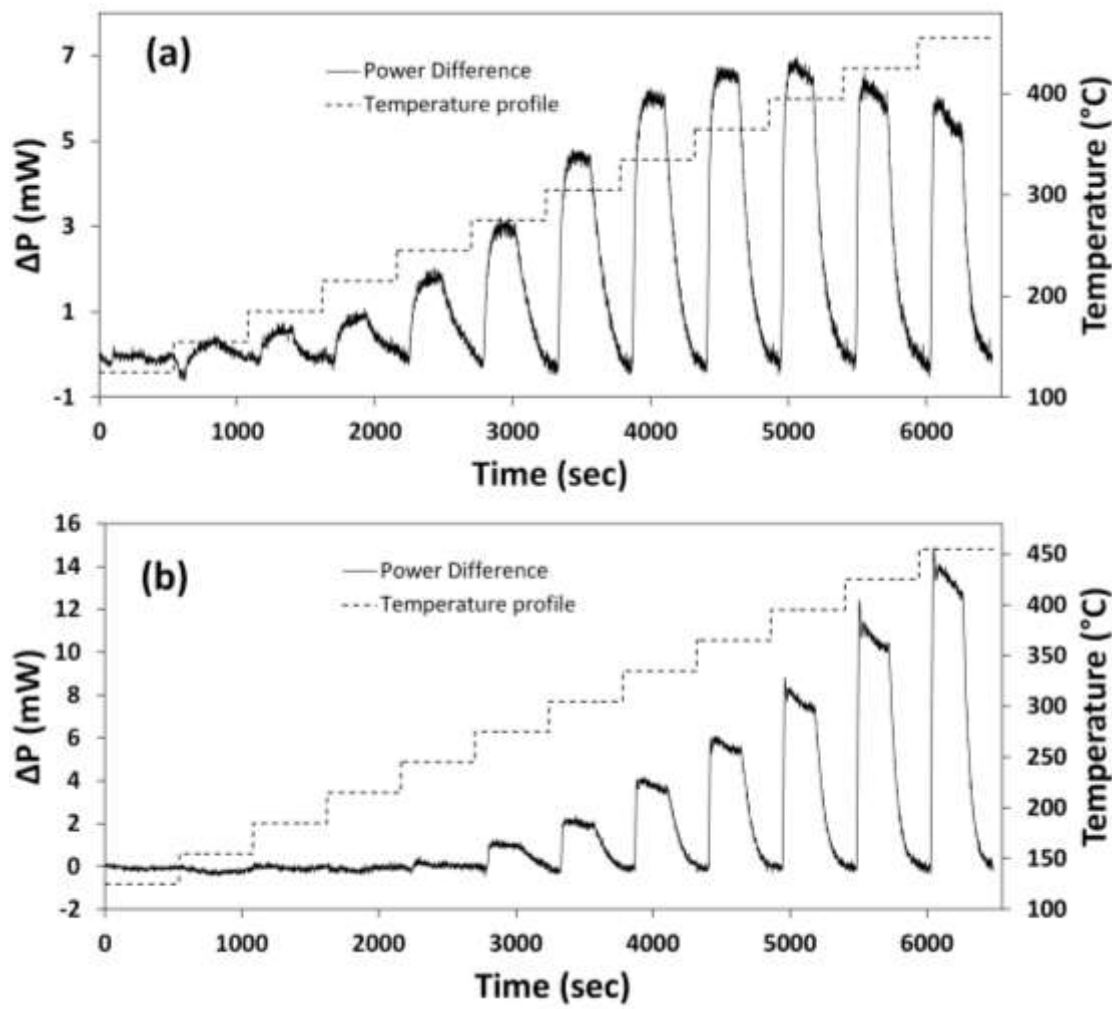 (a)
Power Difference
Temperature profile
7
5
3
1
-1
ΔP (mW)
400
300
200
100
Temperature (°C)
0 1000 2000 3000 4000 5000 6000
Time (sec)
(b)
Power Difference
Temperature profile
16
14
12
10
8
6
4
2
0
-2
ΔP (mW)
450
400
350
300
250
200
150
100
Temperature (°C)
0 1000 2000 3000 4000 5000 6000
Time (sec)